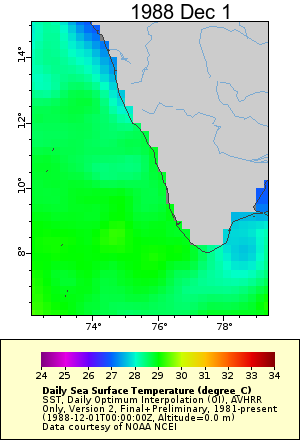 1988 Dec 1
14°
12°
10°
8°
74°
76°
78°
24 25 26 27 28 29 30 31 32 33 34
Daily Sea Surface Temperature (degree_C)
SST, Daily Optimum Interpolation (OI), AVHRR
Only, Version 2, Final+Preliminary, 1981-present
(1988-12-01T00:00:00Z, Altitude=0.0 m)
Data courtesy of NOAA NCEI